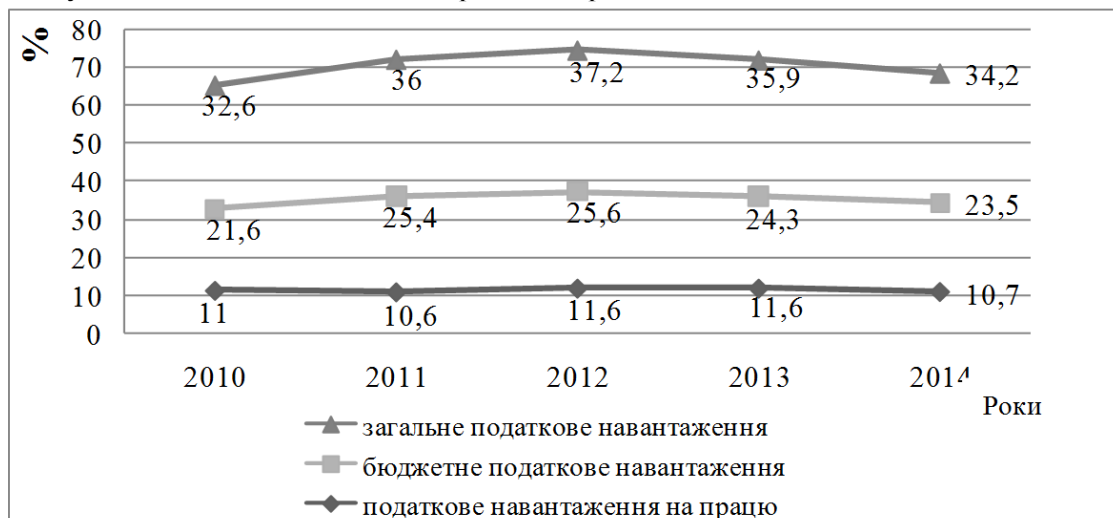 %
80
70
60
50
40
30
20
10
0
32,6 36 37,2 35,9 34,2
21,6 25,4 25,6 24,3 23,5
11 10,6 11,6 11,6 10,7
2010 2011 2012 2013 2014
Роки
загальне податкове навантаження
бюджетне податкове навантаження
податкове навантаження на працю